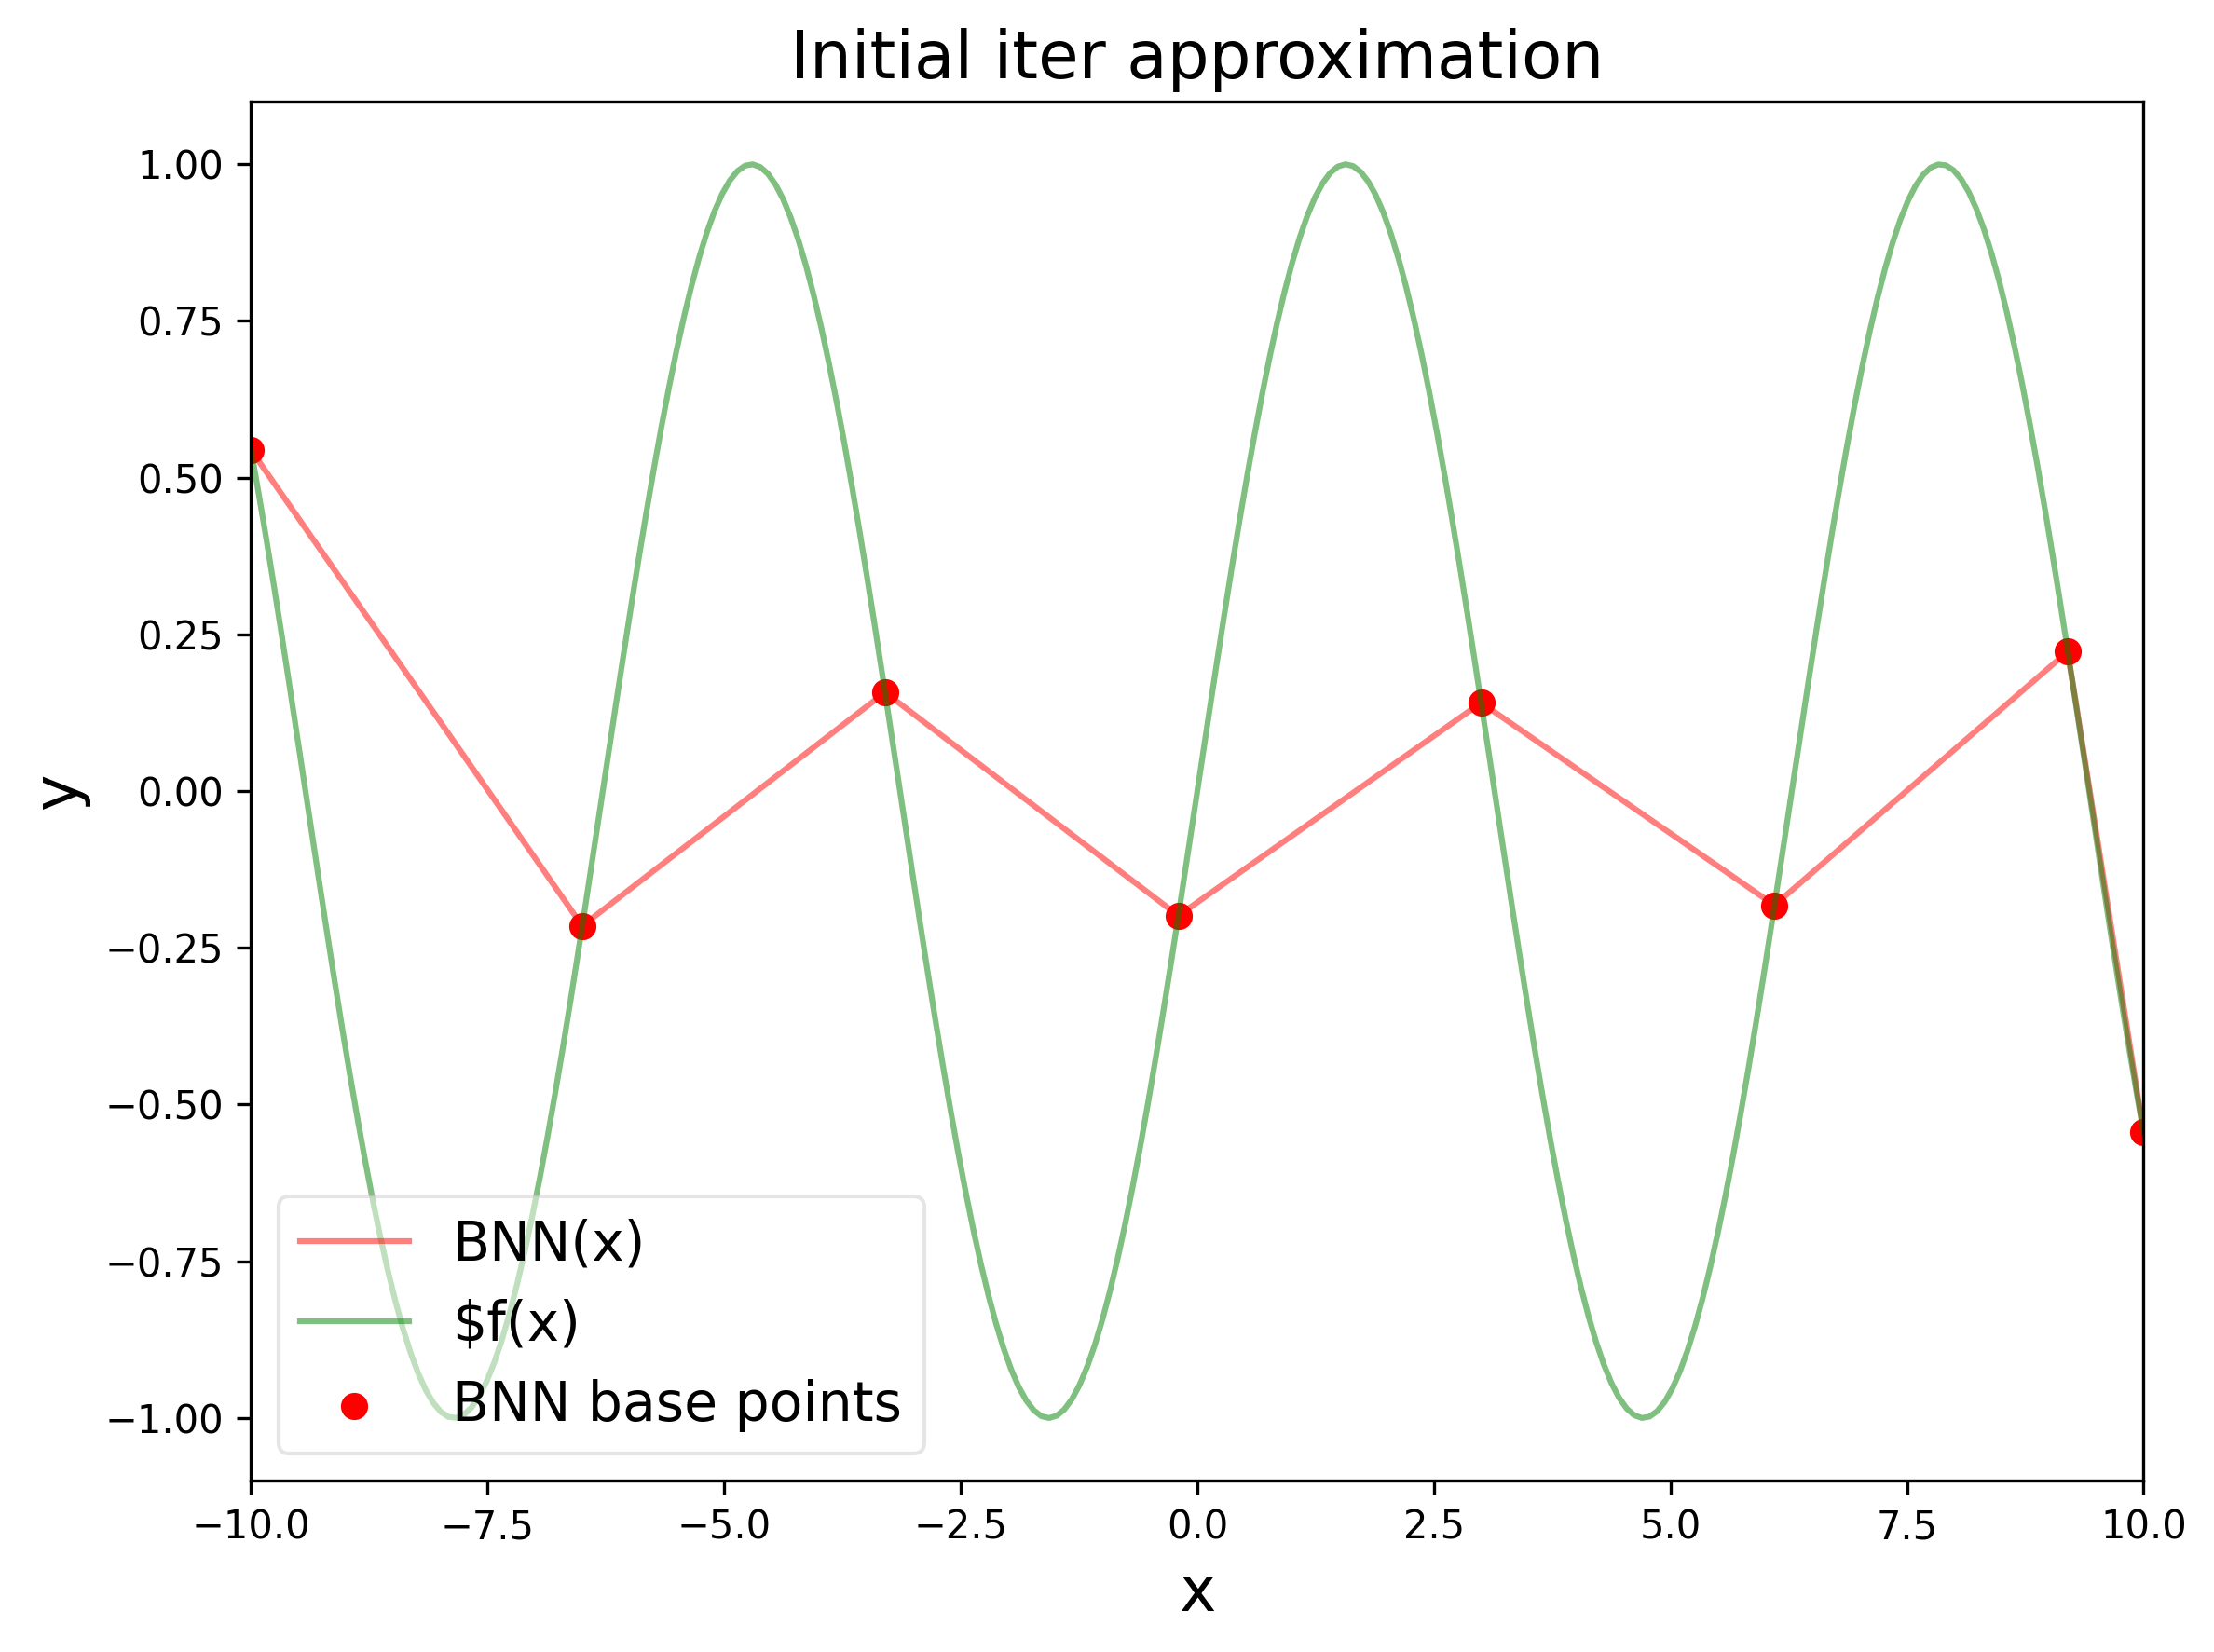 Initial iter approximation
1.00
0.75
0.50
0.25
0.00
−0.25
−0.50
−0.75
−1.00
y
BNN(x)
$f(x)
BNN base points
−10.0 −7.5 −5.0 −2.5 0.0 2.5 5.0 7.5 10.0
x